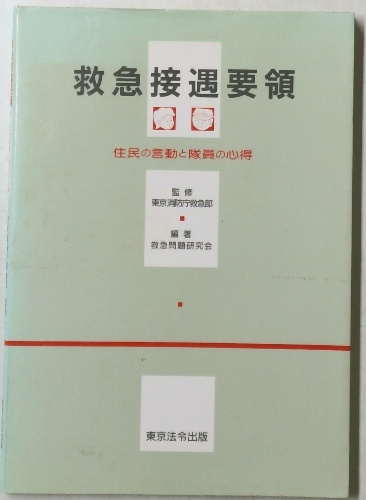 救急接遇要領
住民の言動と隊員の心得
監修
東京消防庁救急部
編著
救急問題研究会
東京法令出版